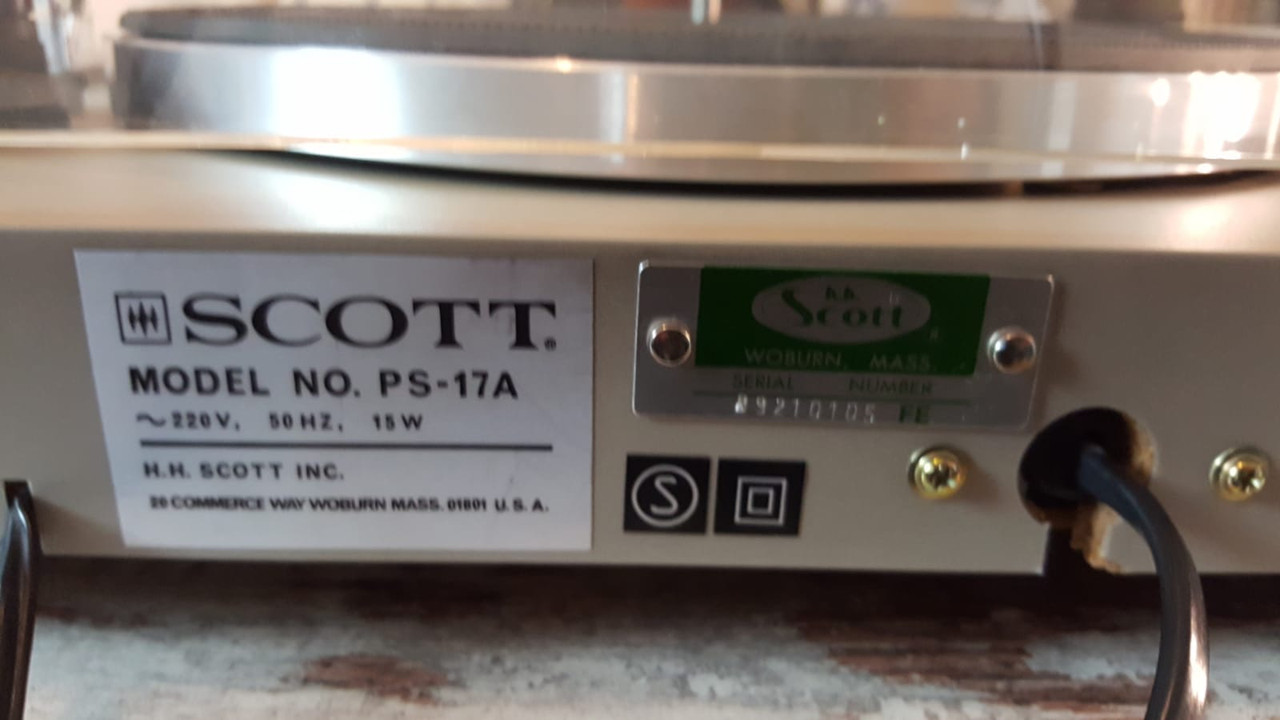 SCOTT®
MODEL NO. PS-17A
~220V, 50HZ, 15W
H.H. SCOTT INC.
20 COMMERCE WAY WOBURN MASS. 01801 U.S.A.
h.h.
Scott
WOBURN, MASS.
SERIAL NUMBER
FE
S